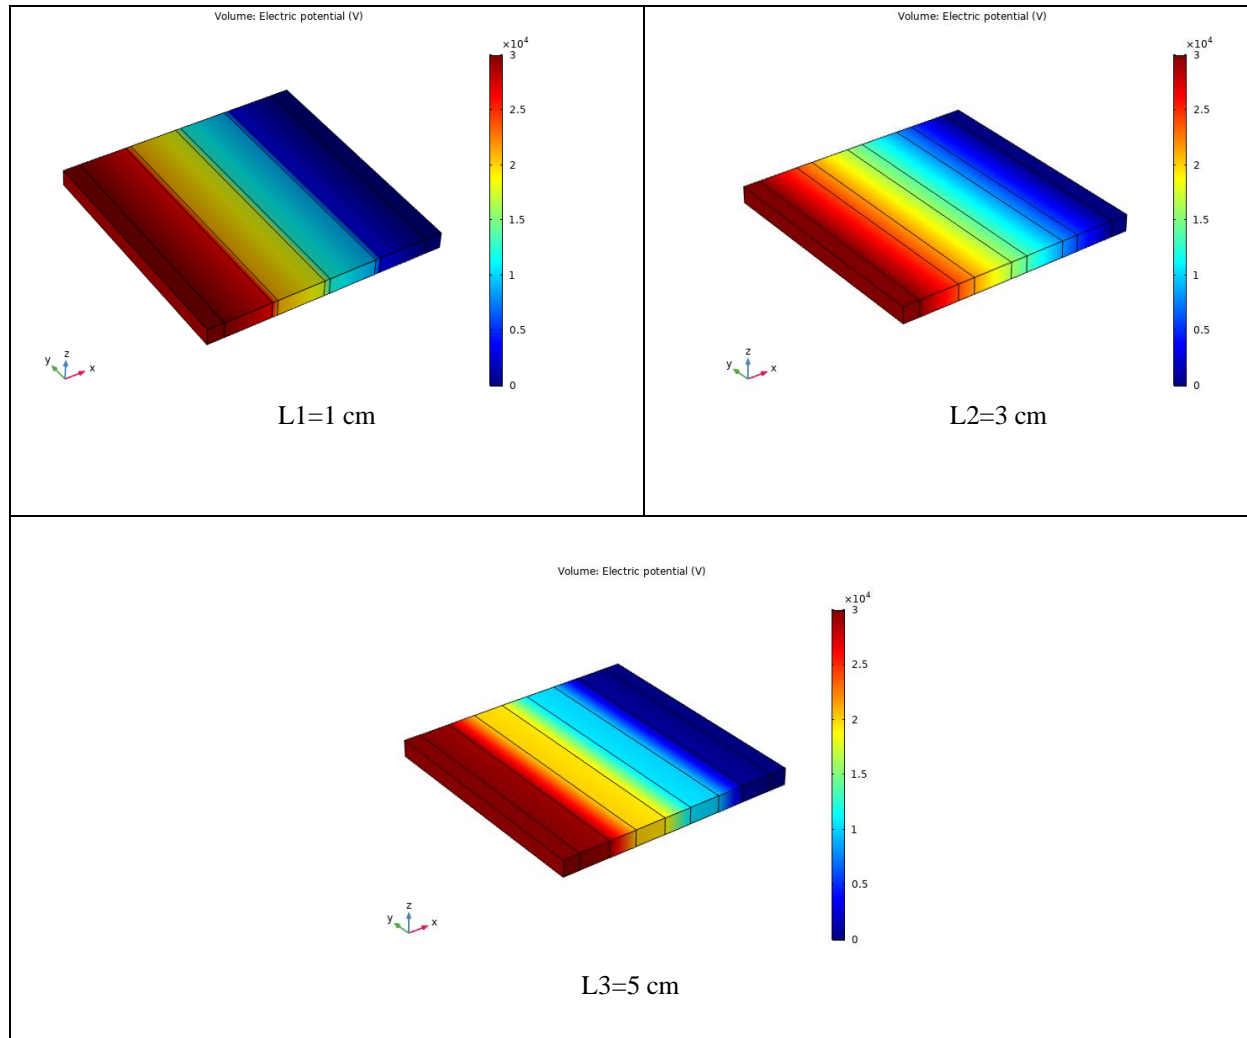 Volume: Electric potential (V)
×10⁴
3
2.5
2
1.5
1
0.5
0
y z x
L1=1 cm
Volume: Electric potential (V)
×10⁴
3
2.5
2
1.5
1
0.5
0
y z x
L2=3 cm
Volume: Electric potential (V)
×10⁴
3
2.5
2
1.5
1
0.5
0
y z x
L3=5 cm